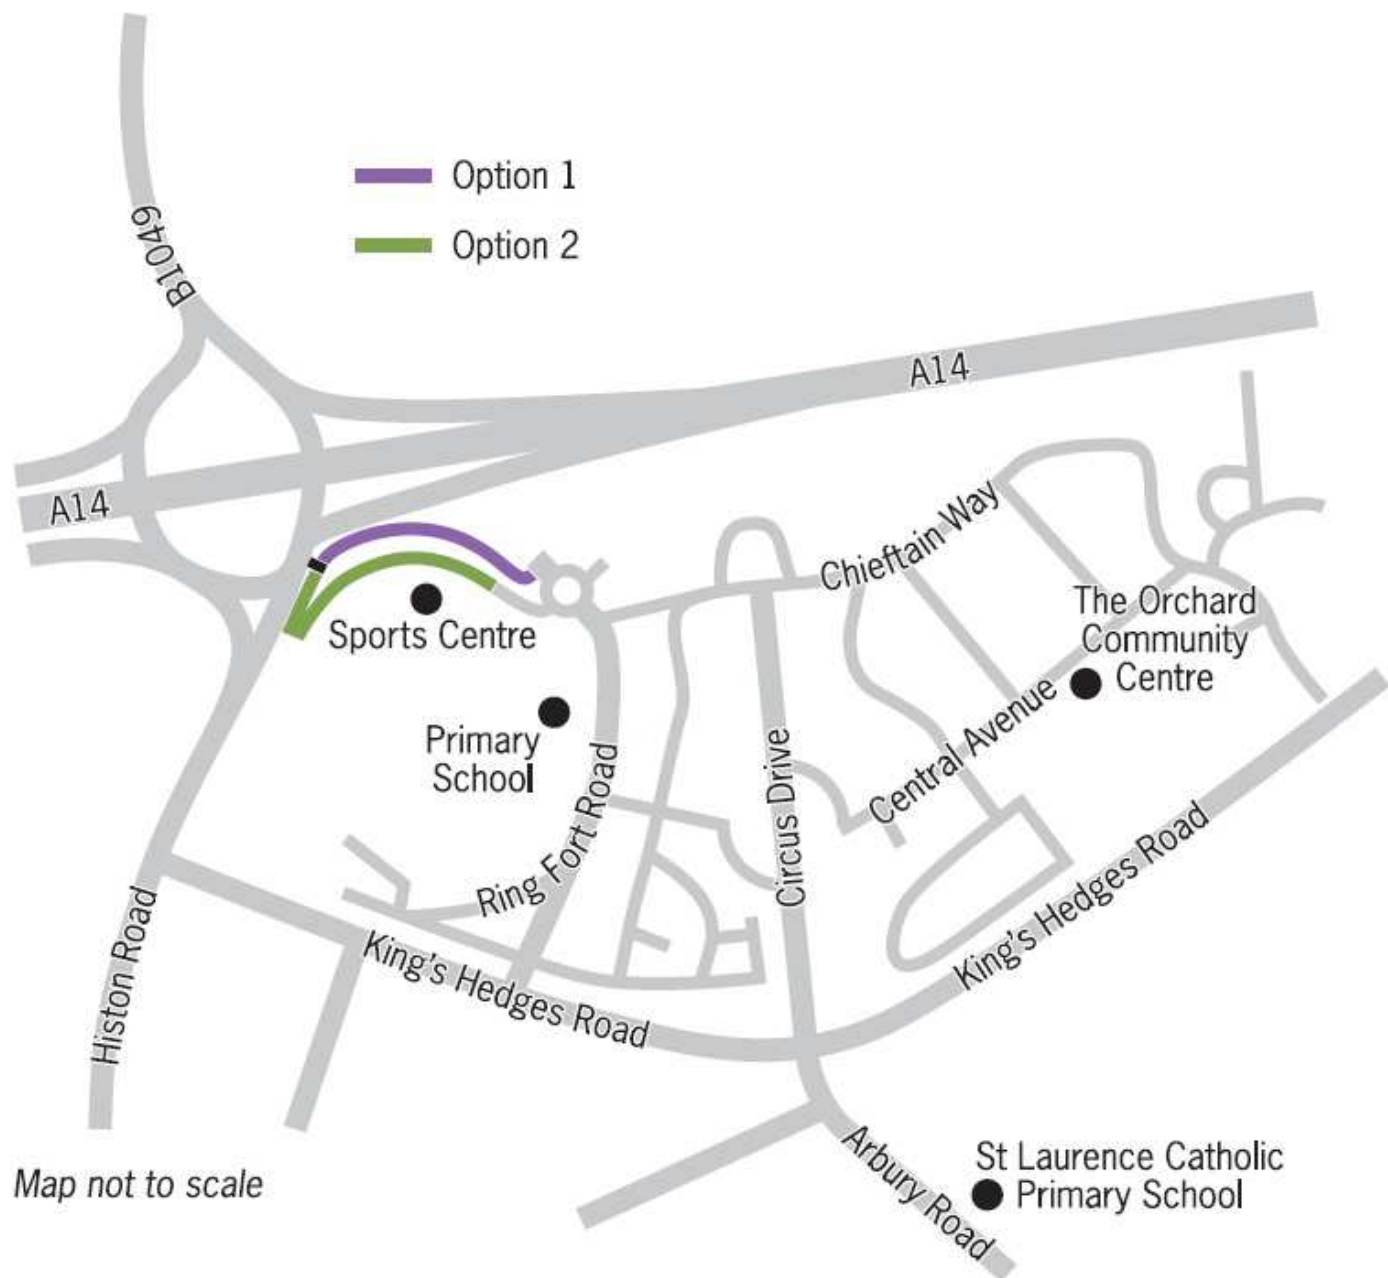 Option 1
Option 2
B1049
A14
A14
Chieftain Way
The Orchard
Community
Centre
Sports Centre
Primary
School
Central Avenue
Circus Drive
Ring Fort Road
King's Hedges Road
King's Hedges Road
Histon Road
Arbury Road
St Laurence Catholic
Primary School
Map not to scale